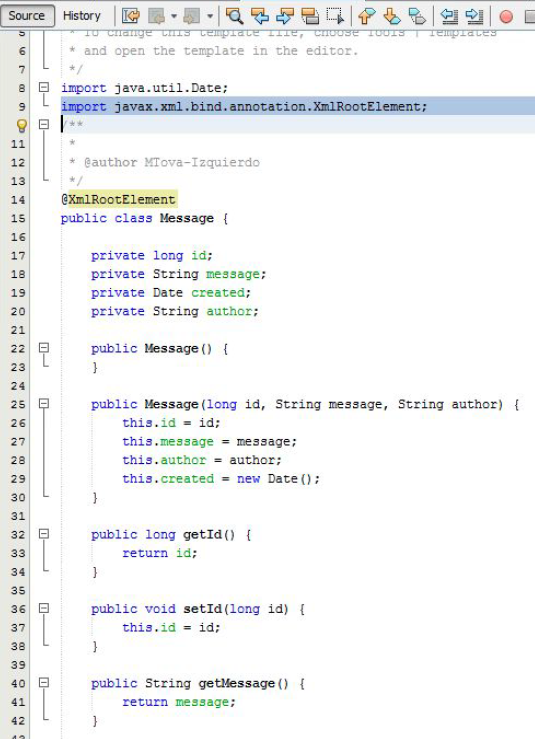 Source History
5 * To change this template file, choose Tools | Templates
6 * and open the template in the editor.
7 */
8 import java.util.Date;
9 import javax.xml.bind.annotation.XmlRootElement;
/**
11 *
12 * @author MTova-Izquierdo
13 */
14 @XmlRootElement
15 public class Message {
16
17 private long id;
18 private String message;
19 private Date created;
20 private String author;
21
22 public Message() {
23 }
24
25 public Message(long id, String message, String author) {
26 this.id = id;
27 this.message = message;
28 this.author = author;
29 this.created = new Date();
30 }
31
32 public long getId() {
33 return id;
34 }
35
36 public void setId(long id) {
37 this.id = id;
38 }
39
40 public String getMessage() {
41 return message;
42 }
43